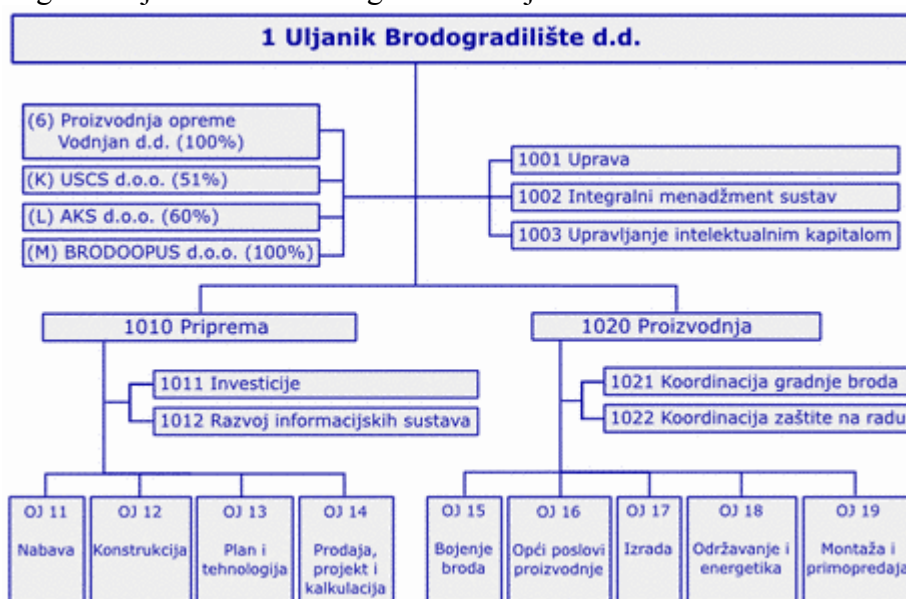 1 Uljanik Brodogradilište d.d.
(6) Proizvodnja opreme
Vodnjan d.d. (100%)
(K) USCS d.o.o. (51%)
(L) AKS d.o.o. (60%)
(M) BRODOOPUS d.o.o. (100%)
1001 Uprava
1002 Integralni menadžment sustav
1003 Upravljanje intelektualnim kapitalom
1010 Priprema
1011 Investicije
1012 Razvoj informacijskih sustava
1020 Proizvodnja
1021 Koordinacija gradnje broda
1022 Koordinacija zaštite na radu
OJ 11
Nabava
OJ 12
Konstrukcija
OJ 13
Plan i
tehnologija
OJ 14
Prodaja,
projekt i
kalkulacija
OJ 15
Bojenje
broda
OJ 16
Opći poslovi
proizvodnje
OJ 17
Izrada
OJ 18
Održavanje i
energetika
OJ 19
Montaža i
primopredaja